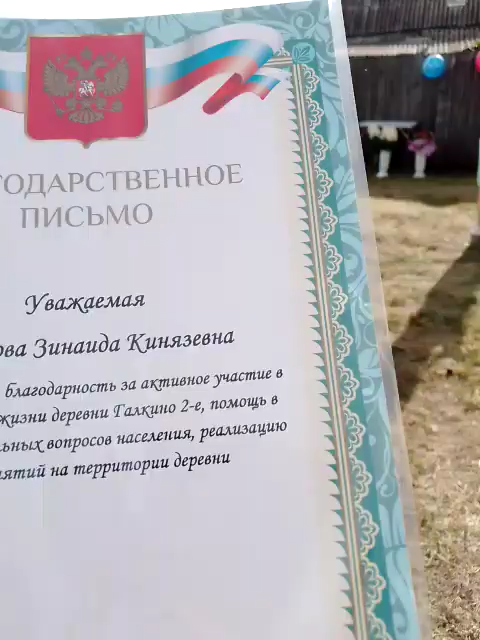 ГОДАРСТВЕННОЕ
ПИСЬМО
Уважаемая
ова Зинаида Кинязевна
благодарность за активное участие в
жизни деревни Галкино 2-е, помощь в
льных вопросов населения, реализацию
иятий на территории деревни